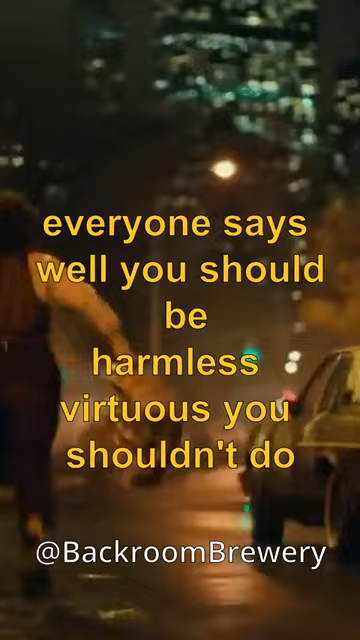 everyone says
well you should
be
harmless
virtuous you
shouldn't do
@BackroomBrewery